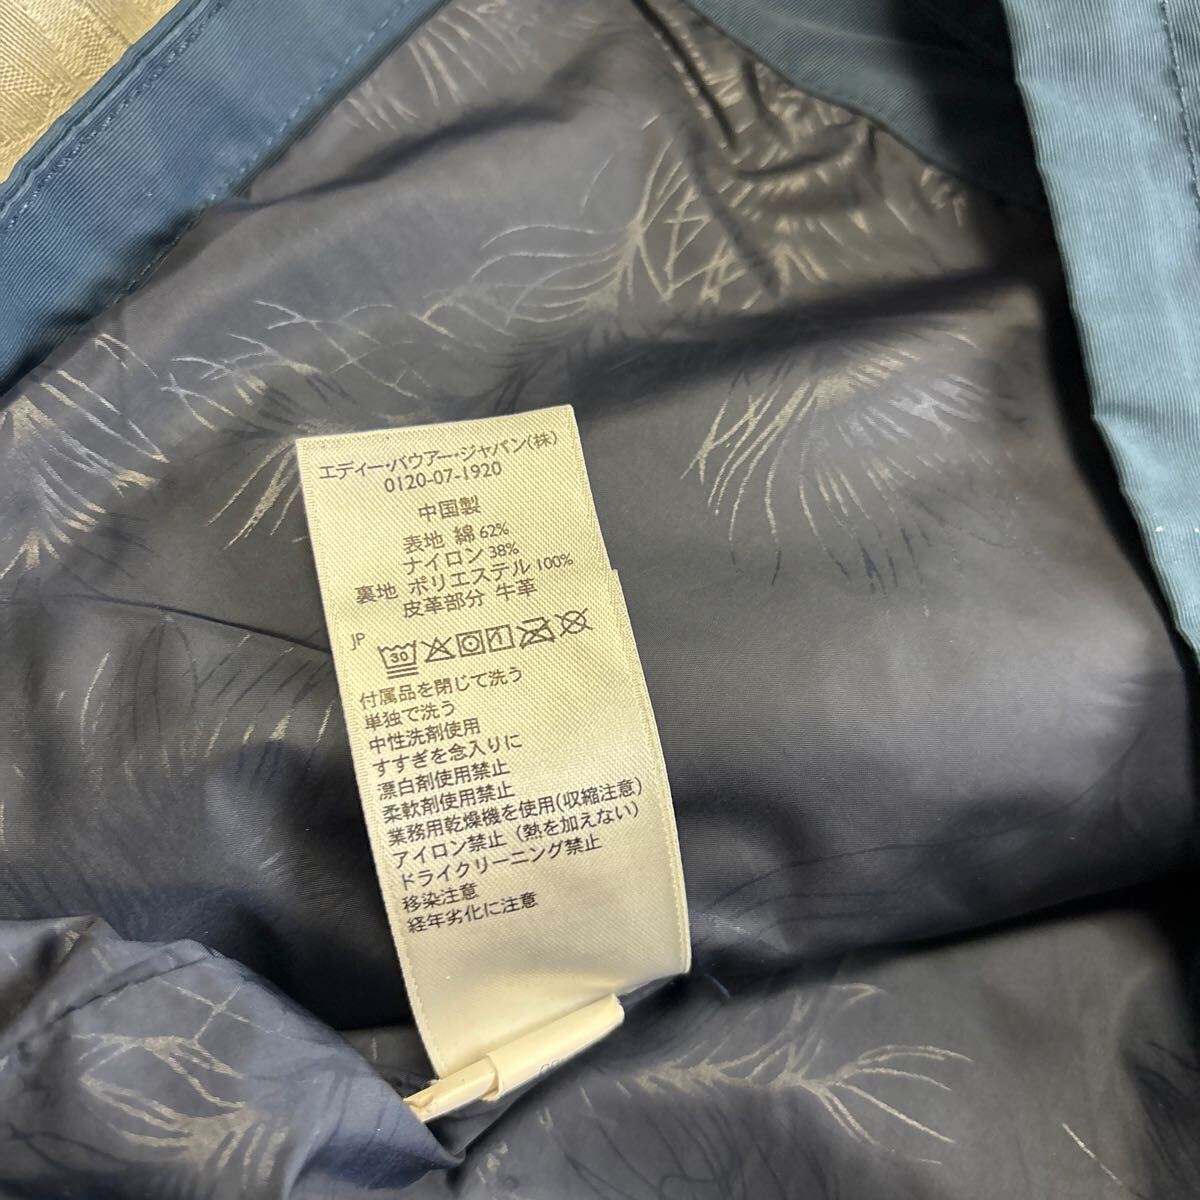 エディー・バウアー・ジャパン(株)
0120-07-1920
中国製
表地 綿 62%
ナイロン 38%
裏地 ポリエステル 100%
皮革部分 牛革
JP
30
付属品を閉じて洗う
単独で洗う
中性洗剤使用
すすぎを念入りに
漂白剤使用禁止
柔軟剤使用禁止
業務用乾燥機を使用(収縮注意)
アイロン禁止 (熱を加えない)
ドライクリーニング禁止
移染注意
経年劣化に注意